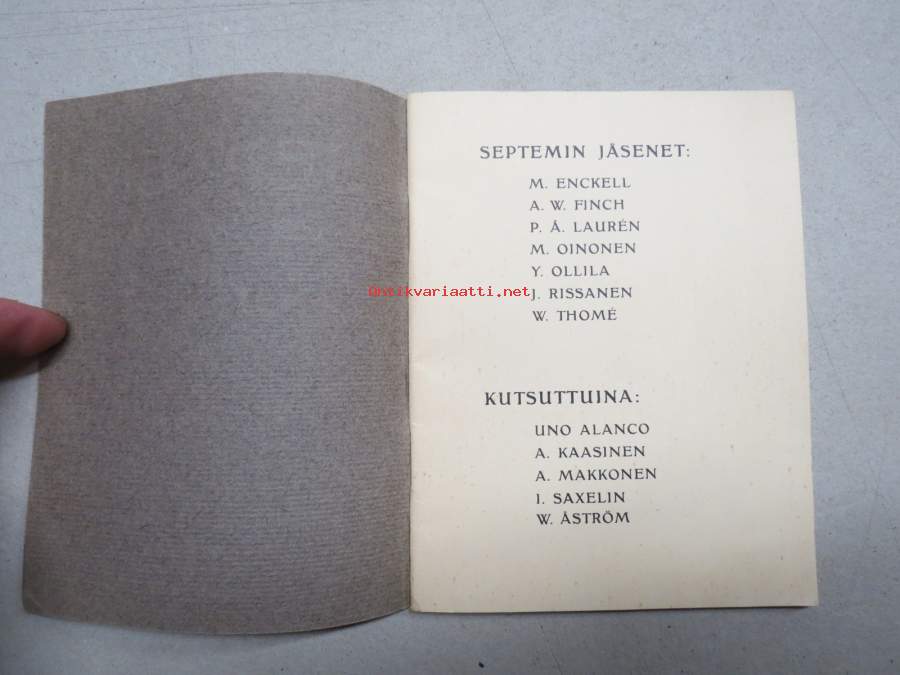 SEPTEMIN JÄSENET:
M. ENCKELL
A. W. FINCH
P. Å. LAURÉN
M. OINONEN
Y. OLLILA
antikvariaatti.net
J. RISSANEN
W. THOMÉ
KUTSUTTUINA:
UNO ALANCO
A. KAASINEN
A. MAKKONEN
I. SAXELIN
W. ÅSTRÖM